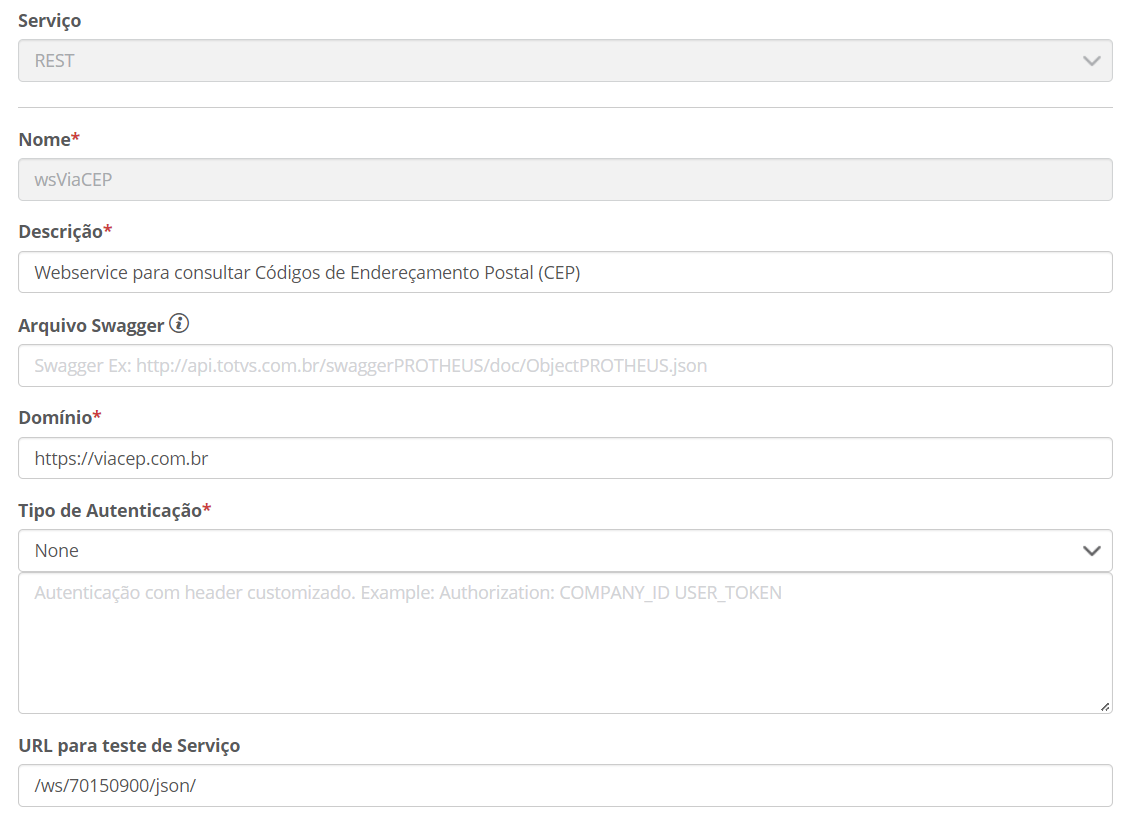 Serviço
REST
Nome*
wsViaCEP
Descrição*
Webservice para consultar Códigos de Endereçamento Postal (CEP)
Arquivo Swagger
Swagger Ex: http://api.totvs.com.br/swaggerPROTHEUS/doc/ObjectPROTHEUS.json
Domínio*
https://viacep.com.br
Tipo de Autenticação*
None
Autenticação com header customizado. Example: Authorization: COMPANY_ID USER_TOKEN
URL para teste de Serviço
/ws/70150900/json/